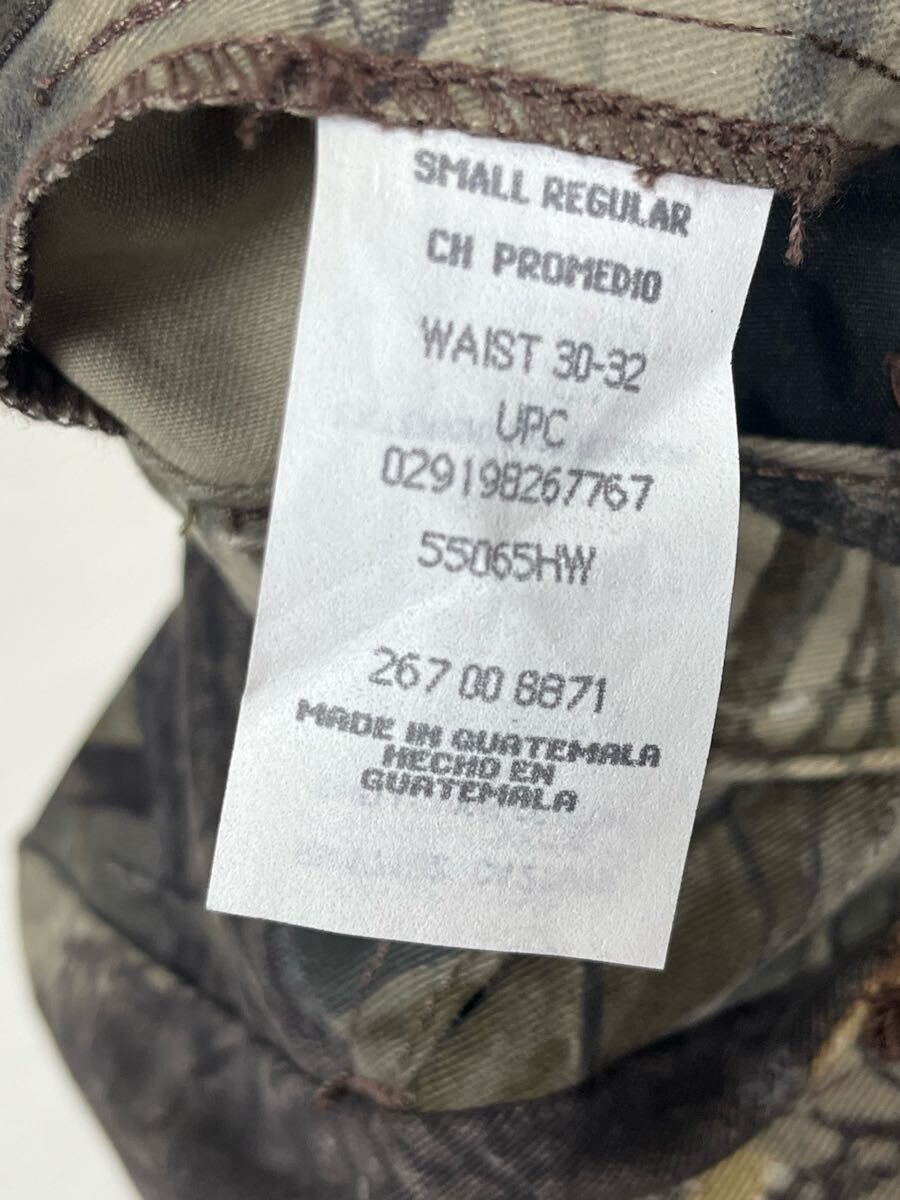 SMALL REGULAR
CH PROMEDIO
WAIST 30-32
UPC
029198267767
55065HW
267 00 8871
MADE IN GUATEMALA
HECHO EN
GUATEMALA